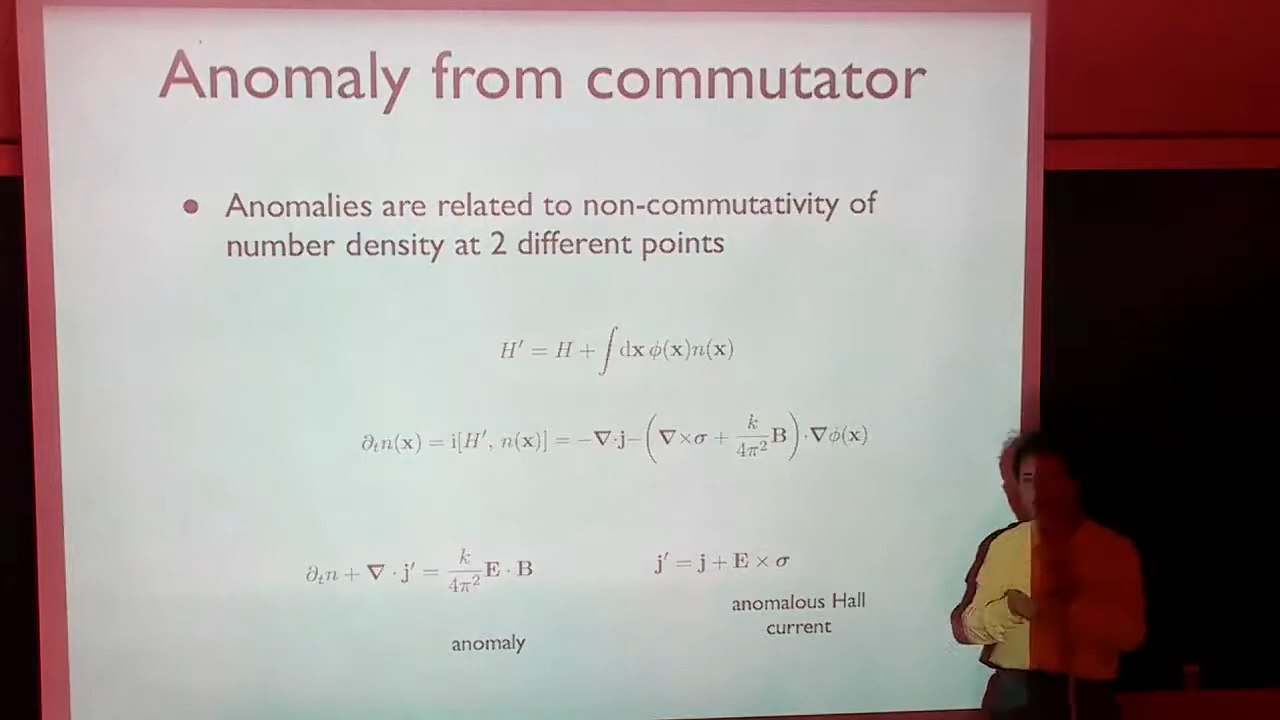 Anomaly from commutator
● Anomalies are related to non-commutativity of
number density at 2 different points
H′ = H + ∫ dx ϕ(x)n(x)
∂ₜn(x) = i[H′, n(x)] = −∇·j−(∇×σ + k/4π² B)·∇ϕ(x)
∂ₜn + ∇ · j′ = k/4π² E · B
j′ = j + E × σ
anomalous Hall
current
anomaly